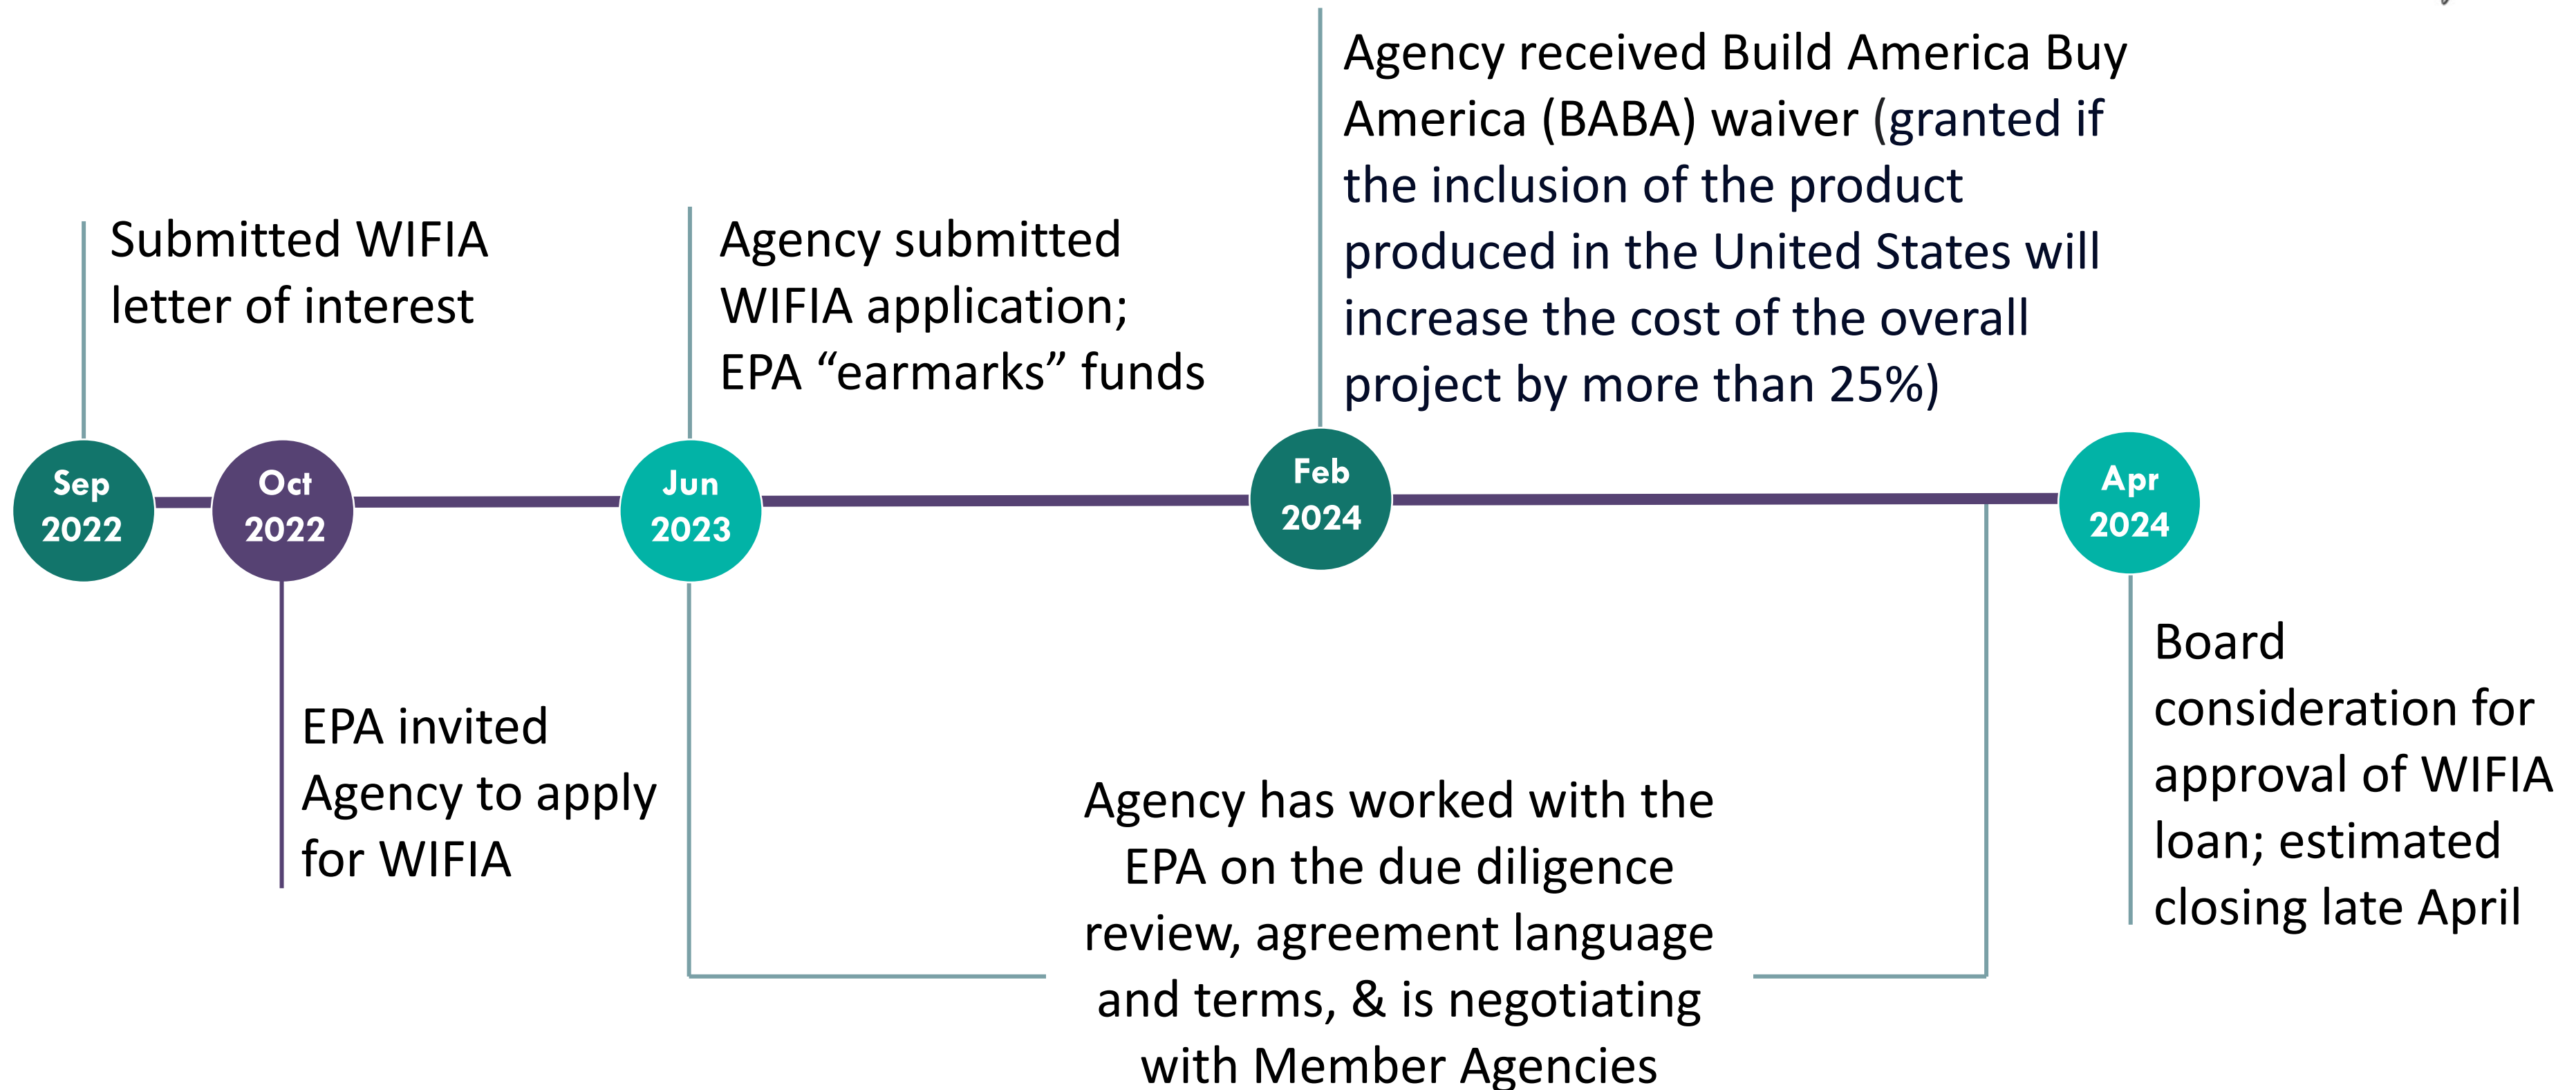 Submitted WIFIA
letter of interest
Agency submitted
WIFIA application;
EPA “earmarks” funds
Agency received Build America Buy
America (BABA) waiver (granted if
the inclusion of the product
produced in the United States will
increase the cost of the overall
project by more than 25%)
Sep
2022
Oct
2022
Jun
2023
Feb
2024
Apr
2024
EPA invited
Agency to apply
for WIFIA
Agency has worked with the
EPA on the due diligence
review, agreement language
and terms, & is negotiating
with Member Agencies
Board
consideration for
approval of WIFIA
loan; estimated
closing late April